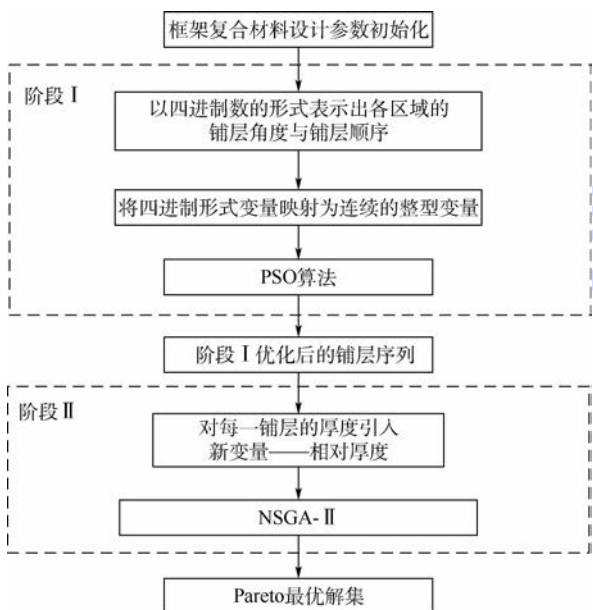 框架复合材料设计参数初始化
阶段Ⅰ
以四进制数的形式表示出各区域的
铺层角度与铺层顺序
将四进制形式变量映射为连续的整型变量
PSO算法
阶段Ⅰ优化后的铺层序列
阶段Ⅱ
对每一铺层的厚度引入
新变量——相对厚度
NSGA-Ⅱ
Pareto最优解集